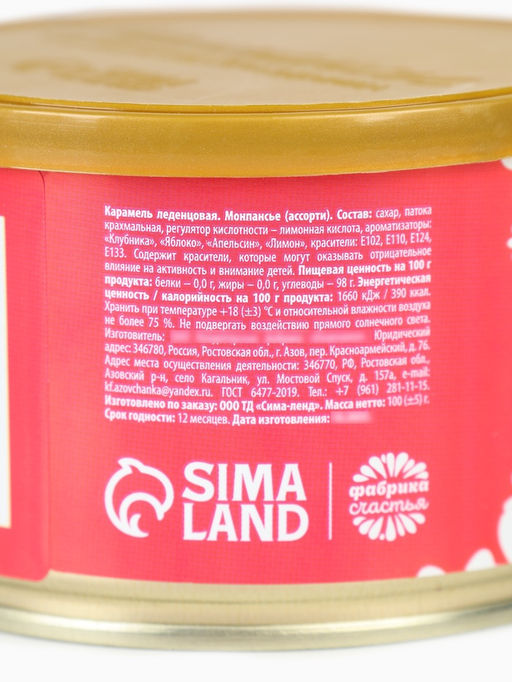 Карамель леденцовая. Монпансье (ассорти). Состав: сахар, патока
крахмальная, регулятор кислотности – лимонная кислота, ароматизаторы:
«Клубника», «Яблоко», «Апельсин», «Лимон», красители: Е102, Е110, Е124,
Е133. Содержит красители, которые могут оказывать отрицательное
влияние на активность и внимание детей. Пищевая ценность на 100 г
продукта: белки – 0,0 г, жиры – 0,0 г, углеводы – 98 г. Энергетическая
ценность / калорийность на 100 г продукта: 1660 кДж / 390 ккал.
Хранить при температуре +18 (±3) °С и относительной влажности воздуха
не более 75 %. Не подвергать воздействию прямого солнечного света.
Изготовитель: Юридический
адрес: 346780, Россия, Ростовская обл., г. Азов, пер. Красноармейский, д. 76.
Адрес места осуществления деятельности: 346770, РФ, Ростовская обл.,
Азовский р-н, село Кагальник, ул. Мостовой Спуск, д. 157а, e-mail:
kf.azovchanka@yandex.ru. ГОСТ 6477-2019. Тел.: +7 (961) 281-11-15.
Изготовлено по заказу: ООО ТД «Сима-ленд». Масса нетто: 100 (±5) г.
Срок годности: 12 месяцев. Дата изготовления:
SIMA
LAND
фабрика
счастья